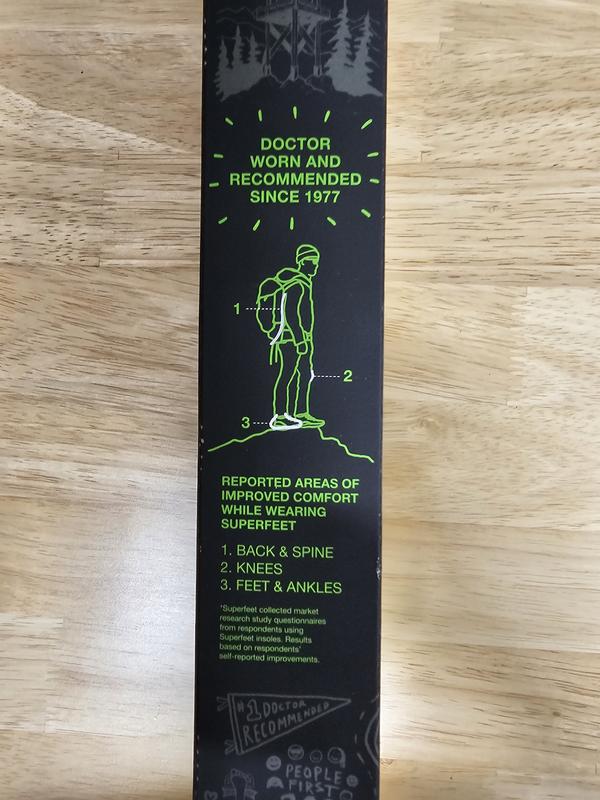 DOCTOR
WORN AND
RECOMMENDED
SINCE 1977
1
2
3
REPORTED AREAS OF
IMPROVED COMFORT
WHILE WEARING
SUPERFEET
1. BACK & SPINE
2. KNEES
3. FEET & ANKLES
*Superfeet collected market
research study questionnaires
from respondents using
Superfeet insoles. Results
based on respondents'
self-reported improvements.
#1 DOCTOR
RECOMMENDED
PEOPLE
FIRST